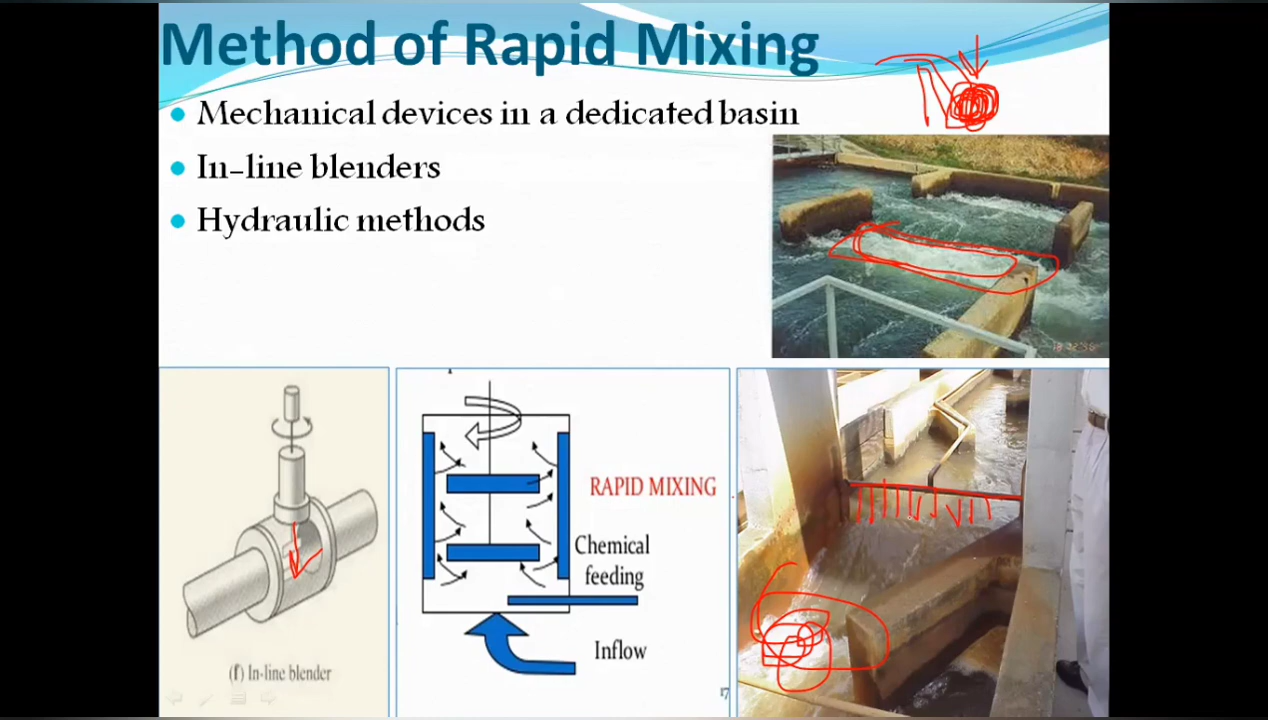 Method of Rapid Mixing
Mechanical devices in a dedicated basin
In-line blenders
Hydraulic methods
RAPID MIXING
Chemical
feeding
Inflow
(f) In-line blender
17